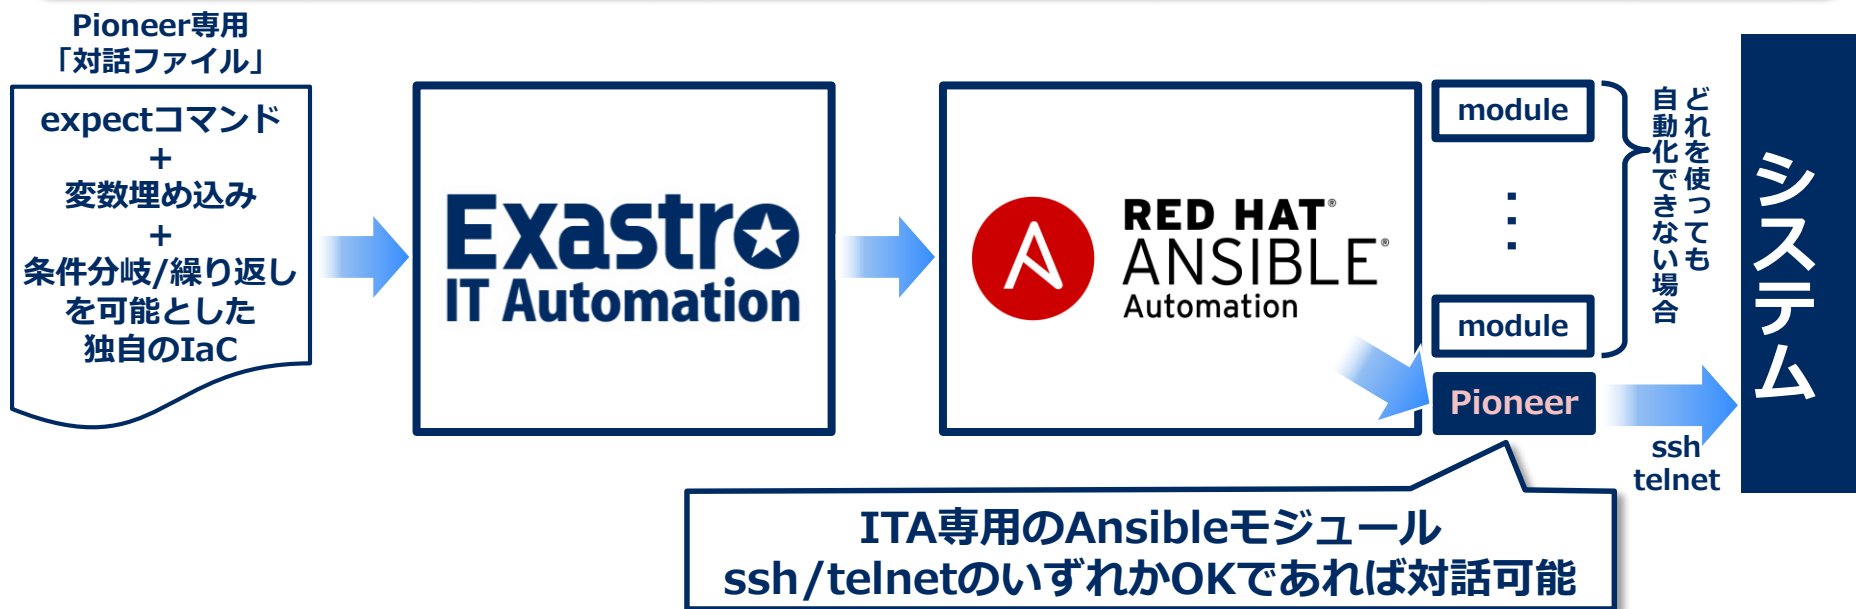 Pioneer専用
「対話ファイル」
expectコマンド
+
変数埋め込み
+
条件分岐/繰り返し
を可能とした
独自のIaC
Exastro
IT Automation
RED HAT®
ANSIBLE®
Automation
module
module
Pioneer
どれを使っても
自動化できない場合
ssh
telnet
システム
ITA専用のAnsibleモジュール
ssh/telnetのいずれかOKであれば対話可能